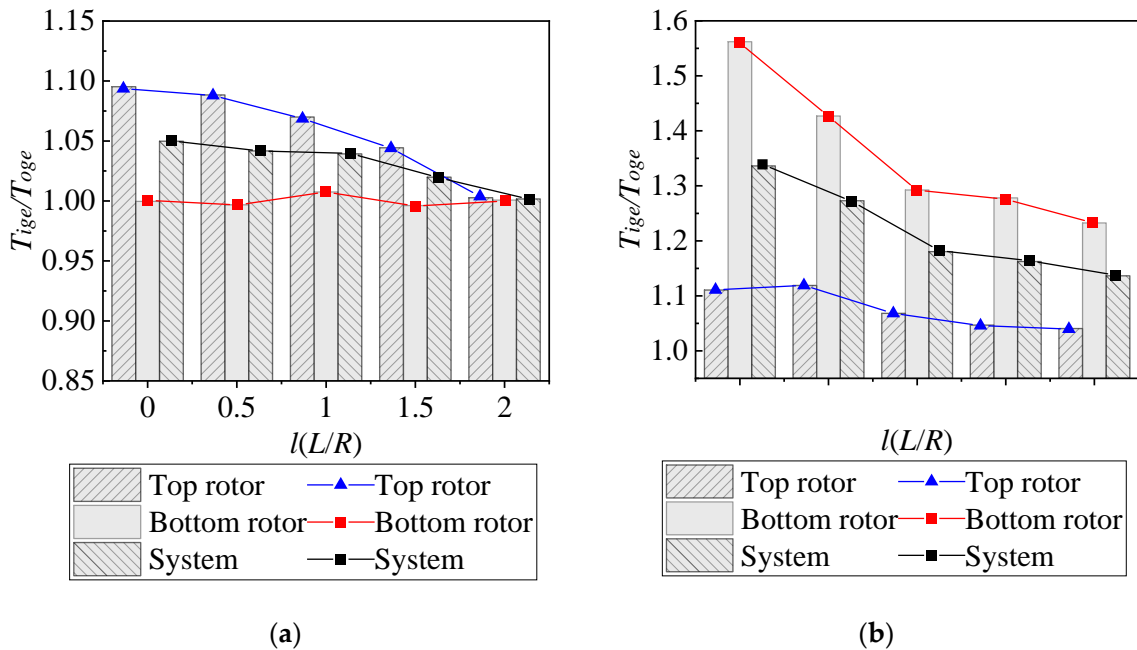 1.15
1.10
1.05
1.00
0.95
0.90
0.85
Tige/Toge
0 0.5 1 1.5 2
l(L/R)
Top rotor Top rotor
Bottom rotor Bottom rotor
System System
(a)
1.6
1.5
1.4
1.3
1.2
1.1
1.0
Tige/Toge
l(L/R)
Top rotor Top rotor
Bottom rotor Bottom rotor
System System
(b)